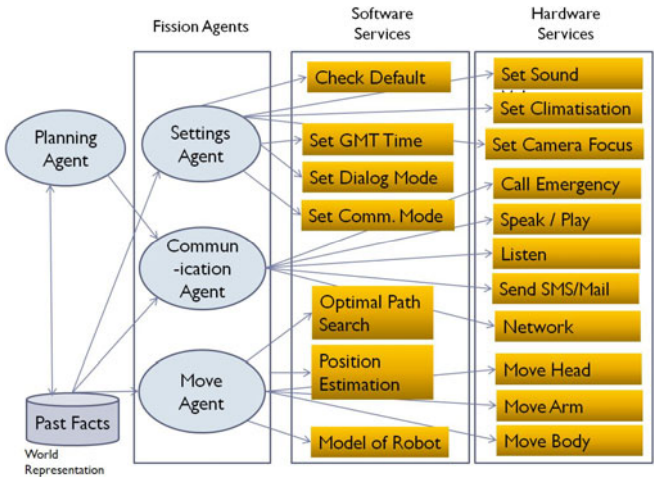 Fission Agents
Software
Services
Hardware
Services
Planning
Agent
Settings
Agent
Commun
-ication
Agent
Move
Agent
Past Facts
World
Representation
Check Default
Set GMT Time
Set Dialog Mode
Set Comm. Mode
Optimal Path
Search
Position
Estimation
Model of Robot
Set Sound
Set Climatisation
Set Camera Focus
Call Emergency
Speak / Play
Listen
Send SMS/Mail
Network
Move Head
Move Arm
Move Body